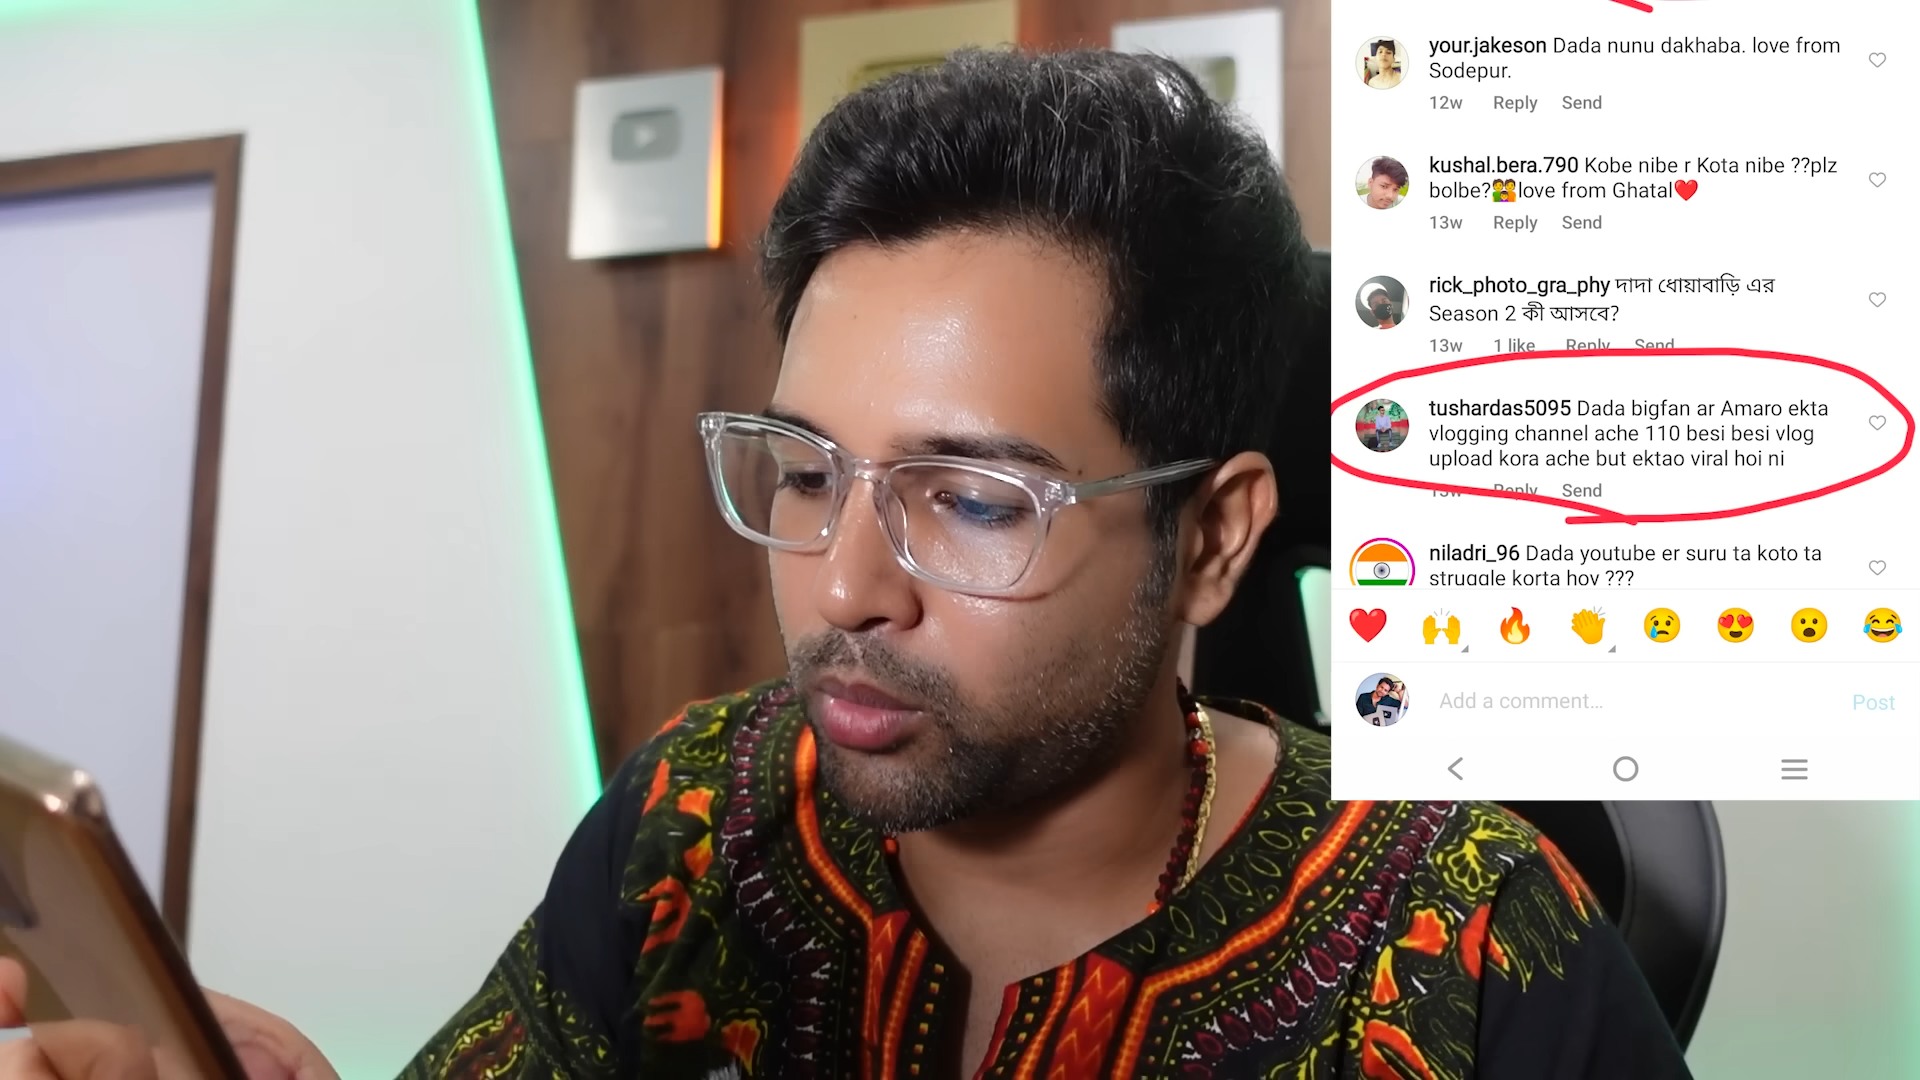 your.jakeson Dada nunu dakhaba. love from
Sodepur.
12w Reply Send
kushal.bera.790 Kobe nibe r Kota nibe ??plz
bolbe?👨‍👩‍👦love from Ghatal❤️
13w Reply Send
rick_photo_gra_phy দাদা ধোয়াবাড়ি এর
Season 2 কী আসবে?
13w 1 like Reply Send
tushardas5095 Dada bigfan ar Amaro ekta
vlogging channel ache 110 besi besi vlog
upload kora ache but ektao viral hoi ni
13w Reply Send
niladri_96 Dada youtube er suru ta koto ta
struggle korta hoy ???
Add a comment... Post